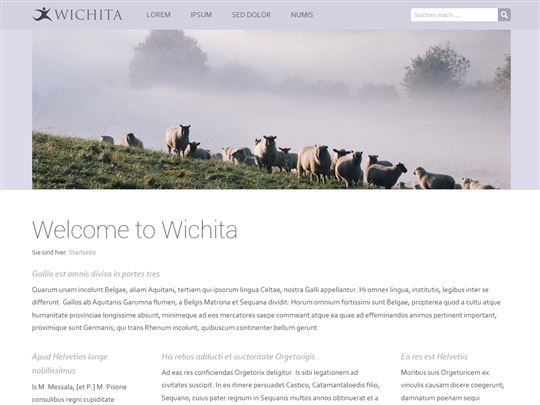 WICHITA LOREM IPSUM SED DOLOR NUMIS Suchen nach ...
Welcome to Wichita
Sie sind hier: Startseite
Gallia est omnis divisa in partes tres
Quarum unam incolunt Belgae, aliam Aquitani, tertiam qui ipsorum lingua Celtae, nostra Galli appellantur. Hi omnes lingua, institutis, legibus inter se
differunt. Gallos ab Aquitanis Garumna flumen, a Belgis Matrona et Sequana dividit. Horum omnium fortissimi sunt Belgae, propterea quod a cultu atque
humanitate provinciae longissime absunt, minimeque ad eos mercatores saepe commeant atque ea quae ad effeminandos animos pertinent important,
proximique sunt Germanis, qui trans Rhenum incolunt, quibuscum continenter bellum gerunt.
Apud Helvetios longe
nobilissimus
Is M. Messala, [et P.] M. Pisone
consulibus regni cupiditate
His rebus adducti et auctoritate Orgetorigis
Ad eas res conficiendas Orgetorix deligitur. Is sibi legationem ad
civitates suscipit. In eo itinere persuadet Castico, Catamantaloedis filio,
Sequano, cuius pater regnum in Sequanis multos annos obtinuerat et a
Ea res est Helvetiis
Moribus suis Orgetoricem ex
vinculis causam dicere coegerunt,
damnatum poenam sequi